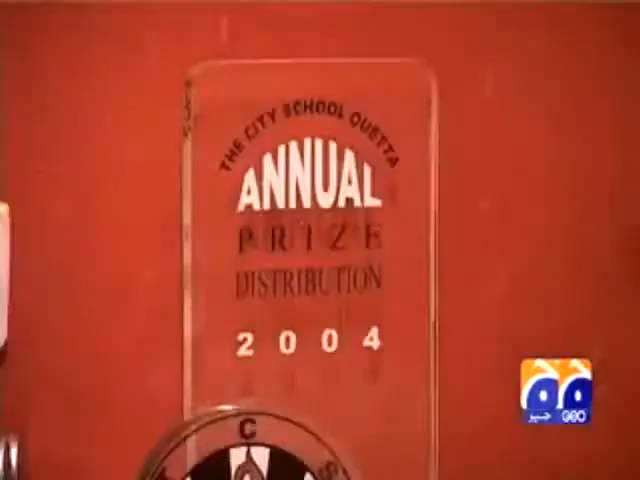 THE CITY SCHOOL QUETTA
ANNUAL
PRIZE
DISTRIBUTION
2004
C
S
GEO